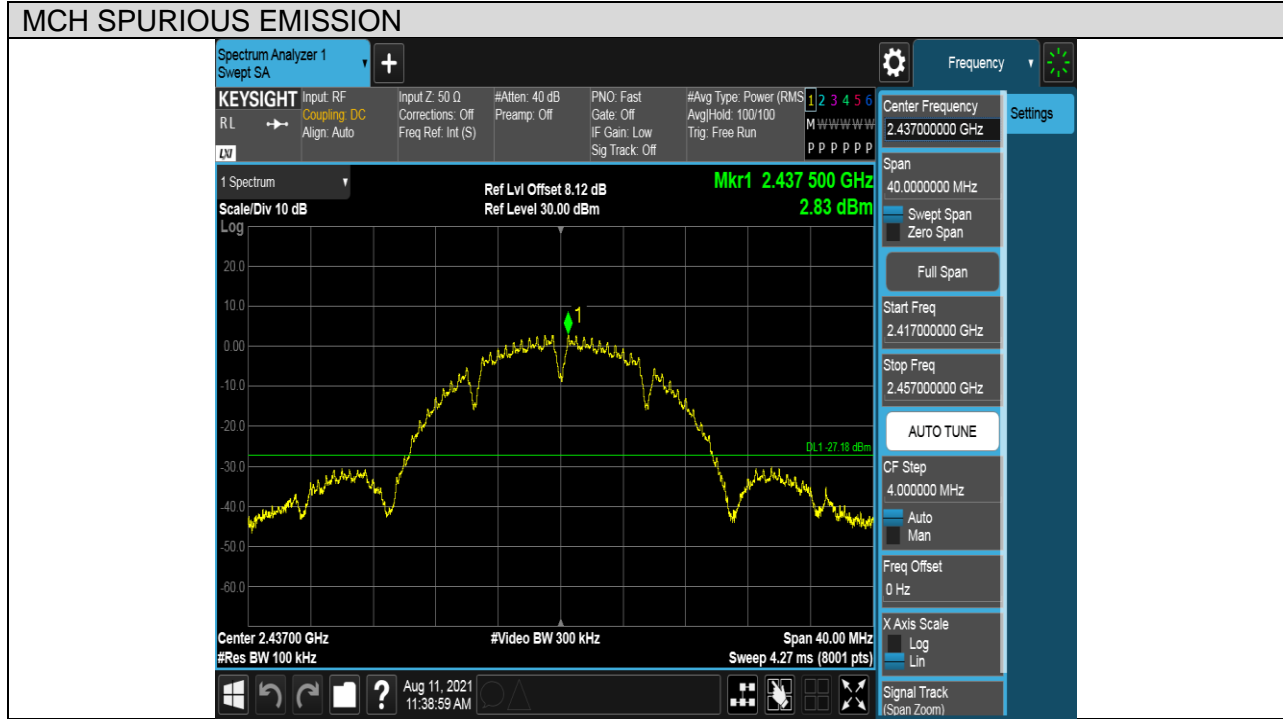 MCH SPURIOUS EMISSION
Spectrum Analyzer 1
Swept SA
Frequency
KEYSIGHT
RL
LXI
Input: RF
Coupling: DC
Align: Auto
Input Z: 50 Ω
Corrections: Off
Freq Ref: Int (S)
#Atten: 40 dB
Preamp: Off
PNO: Fast
Gate: Off
IF Gain: Low
Sig Track: Off
#Avg Type: Power (RMS
Avg|Hold: 100/100
Trig: Free Run
1 2 3 4 5 6
M W W W W W
P P P P P P
1 Spectrum
Scale/Div 10 dB
Ref Lvl Offset 8.12 dB
Ref Level 30.00 dBm
Mkr1 2.437 500 GHz
2.83 dBm
Log
20.0
10.0
0.00
-10.0
-20.0
-30.0
-40.0
-50.0
-60.0
1
DL1 -27.18 dBm
Center 2.43700 GHz
#Res BW 100 kHz
#Video BW 300 kHz
Span 40.00 MHz
Sweep 4.27 ms (8001 pts)
Aug 11, 2021
11:38:59 AM
?
Center Frequency
2.437000000 GHz
Settings
Span
40.0000000 MHz
Swept Span
Zero Span
Full Span
Start Freq
2.417000000 GHz
Stop Freq
2.457000000 GHz
AUTO TUNE
CF Step
4.000000 MHz
Auto
Man
Freq Offset
0 Hz
X Axis Scale
Log
Lin
Signal Track
(Span Zoom)